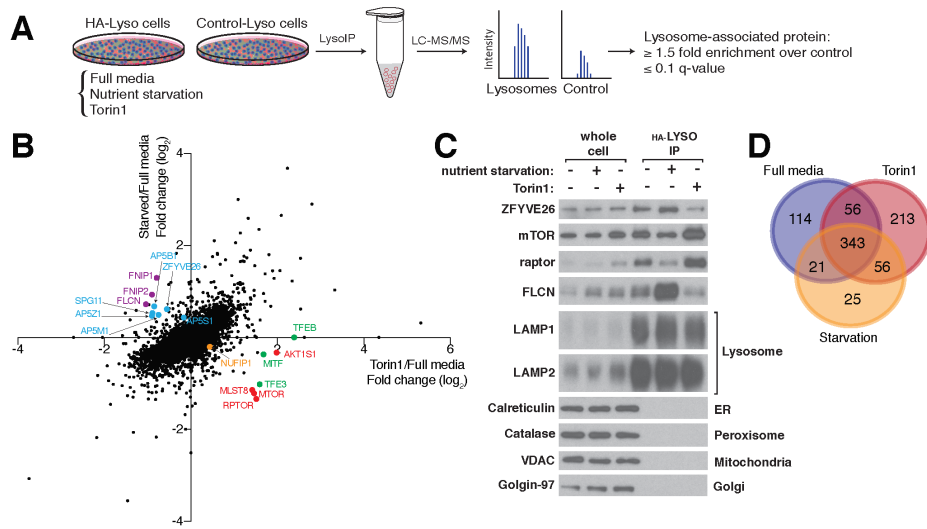 A
HA-Lyso cells
Control-Lyso cells
LysoIP
LC-MS/MS
Full media
Nutrient starvation
Torin1
Intensity
Lysosomes
Control
Lysosome-associated protein:
≥ 1.5 fold enrichment over control
≤ 0.1 q-value
B
Starved/Full media
Fold change (log2)
4
2
-2
-4
-4
-2
2
4
6
Torin1/Full media
Fold change (log2)
AP5B1
ZFYVE26
FNIP1
FNIP2
FLCN
SPG11
AP5Z1
AP5M1
AP5S1
NUFIP1
TFEB
AKT1S1
MITF
TFE3
MLST8
MTOR
RPTOR
C
whole
cell
HA-LYSO
IP
nutrient starvation: - + - - + -
Torin1: - - + - - +
ZFYVE26
mTOR
raptor
FLCN
LAMP1
LAMP2
Lysosome
Calreticulin
ER
Catalase
Peroxisome
VDAC
Mitochondria
Golgin-97
Golgi
D
Full media
Torin1
114
56
213
343
21
56
25
Starvation